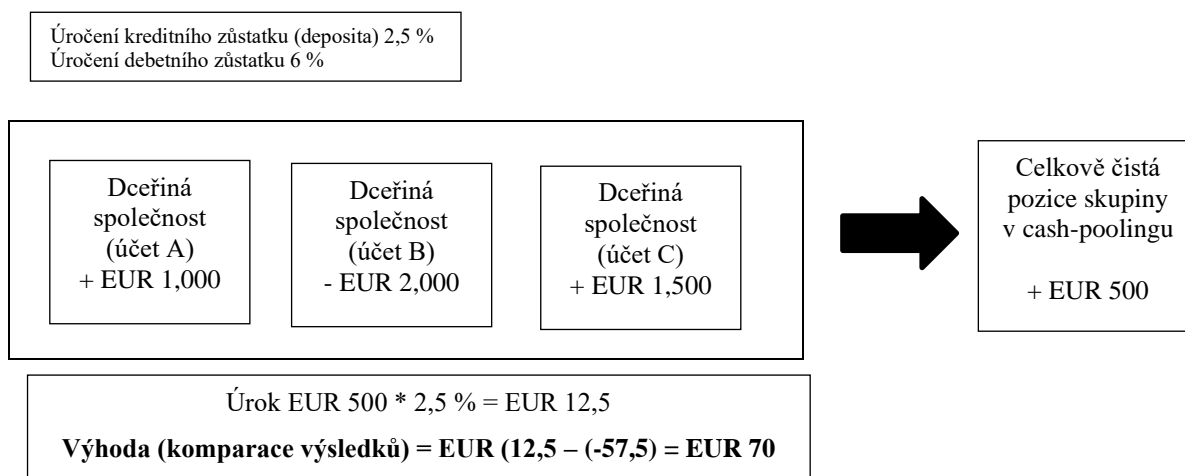 Úročení kreditního zůstatku (deposita) 2,5 %
Úročení debetního zůstatku 6 %
Dceřiná
společnost
(účet A)
+ EUR 1,000
Dceřiná
společnost
(účet B)
- EUR 2,000
Dceřiná
společnost
(účet C)
+ EUR 1,500
Celkově čistá
pozice skupiny
v cash-poolingu
+ EUR 500
Úrok EUR 500 * 2,5 % = EUR 12,5
Výhoda (komparace výsledků) = EUR (12,5 – (-57,5) = EUR 70